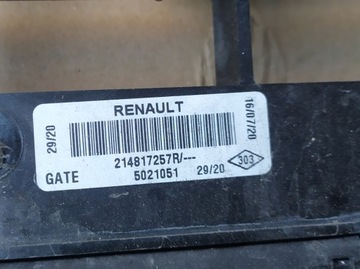 RENAULT
29/20
16/07/20
214817257R/---
GATE 5021051 29/20
303